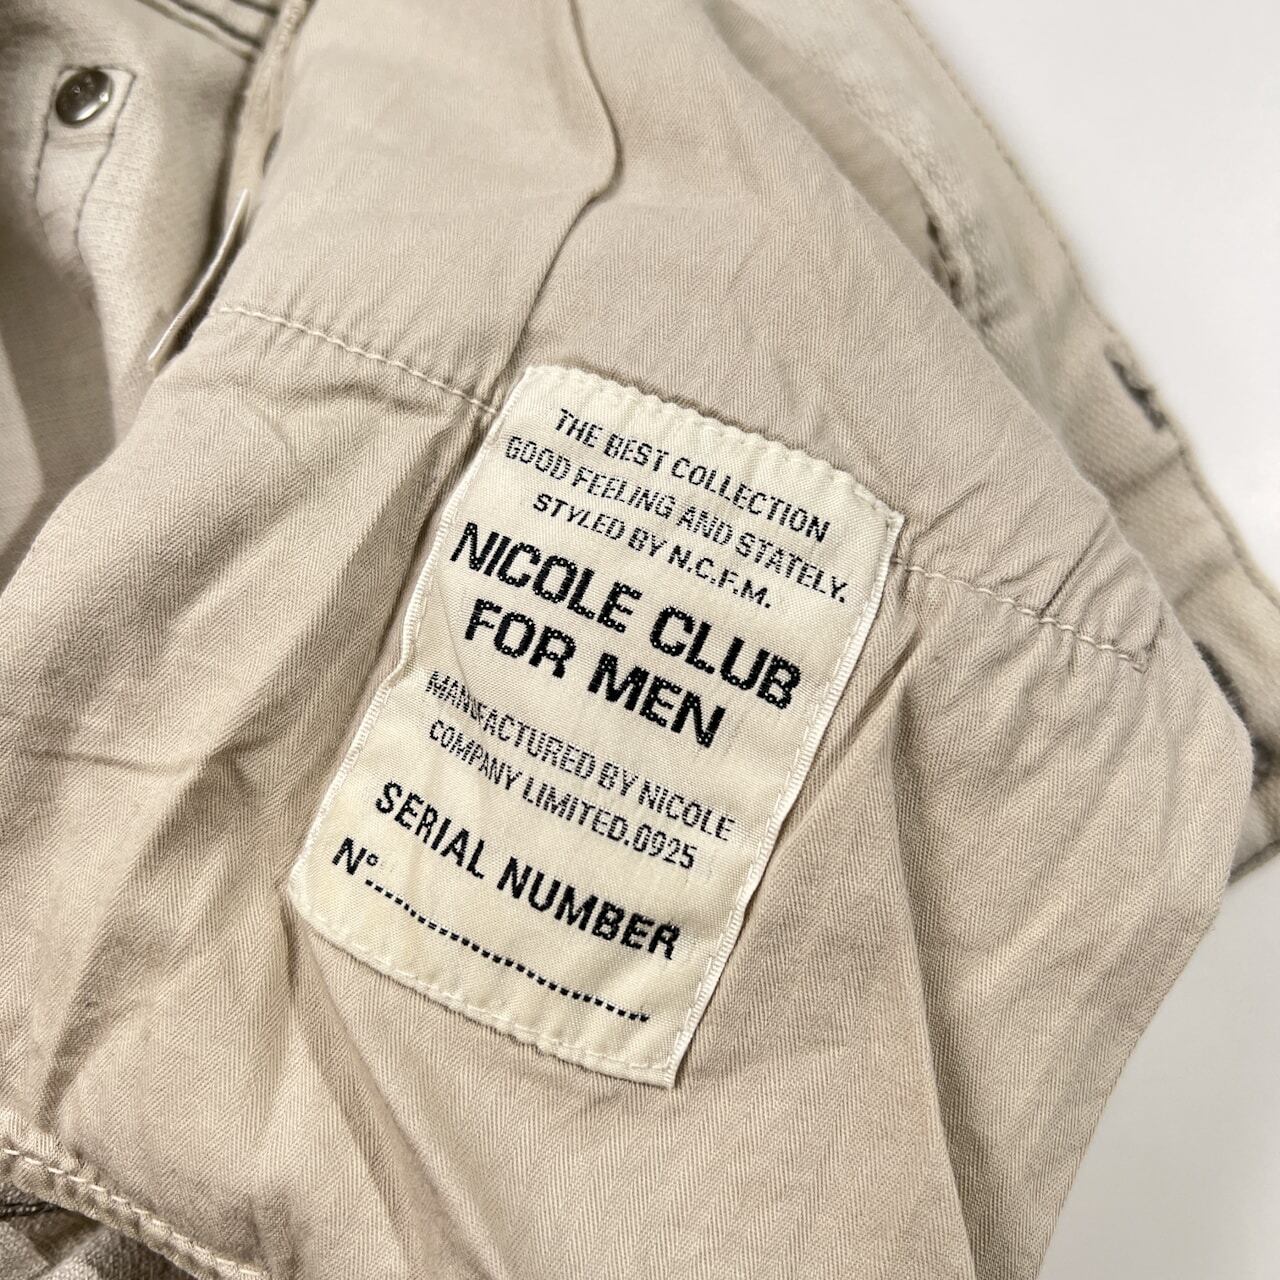 THE BEST COLLECTION
GOOD FEELING AND STATELY.
STYLED BY N.C.F.M.
NICOLE CLUB
FOR MEN
MANUFACTURED BY NICOLE
COMPANY LIMITED.0925
SERIAL NUMBER
Nº